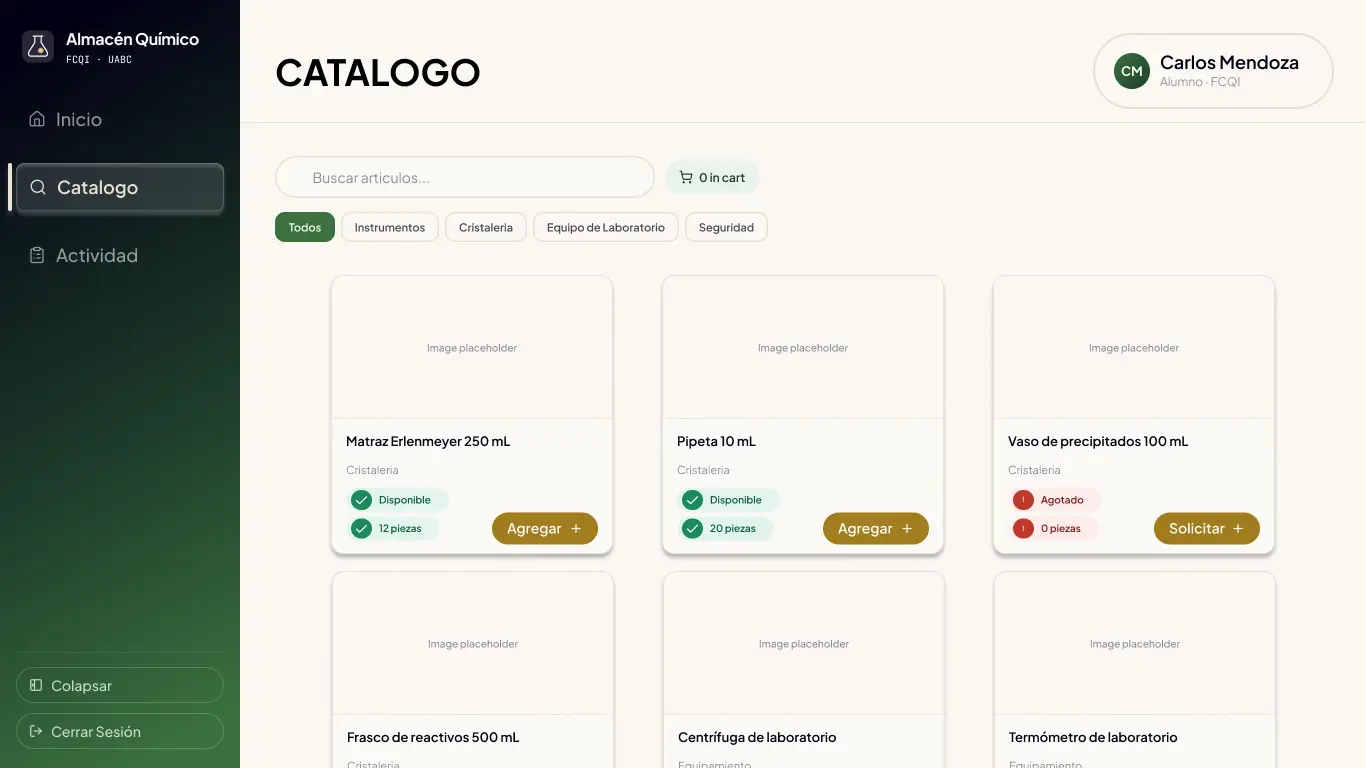 Almacén Químico
FCQI · UABC
Inicio
Catalogo
Actividad
Colapsar
Cerrar Sesión
CATALOGO
CM
Carlos Mendoza
Alumno · FCQI
Buscar articulos...
0 in cart
Todos
Instrumentos
Cristaleria
Equipo de Laboratorio
Seguridad
Image placeholder
Matraz Erlenmeyer 250 mL
Cristaleria
Disponible
12 piezas
Agregar +
Image placeholder
Pipeta 10 mL
Cristaleria
Disponible
20 piezas
Agregar +
Image placeholder
Vaso de precipitados 100 mL
Cristaleria
! Agotado
! 0 piezas
Solicitar +
Image placeholder
Frasco de reactivos 500 mL
Cristaleria
Image placeholder
Centrífuga de laboratorio
Equipamiento
Image placeholder
Termómetro de laboratorio
Equipamiento